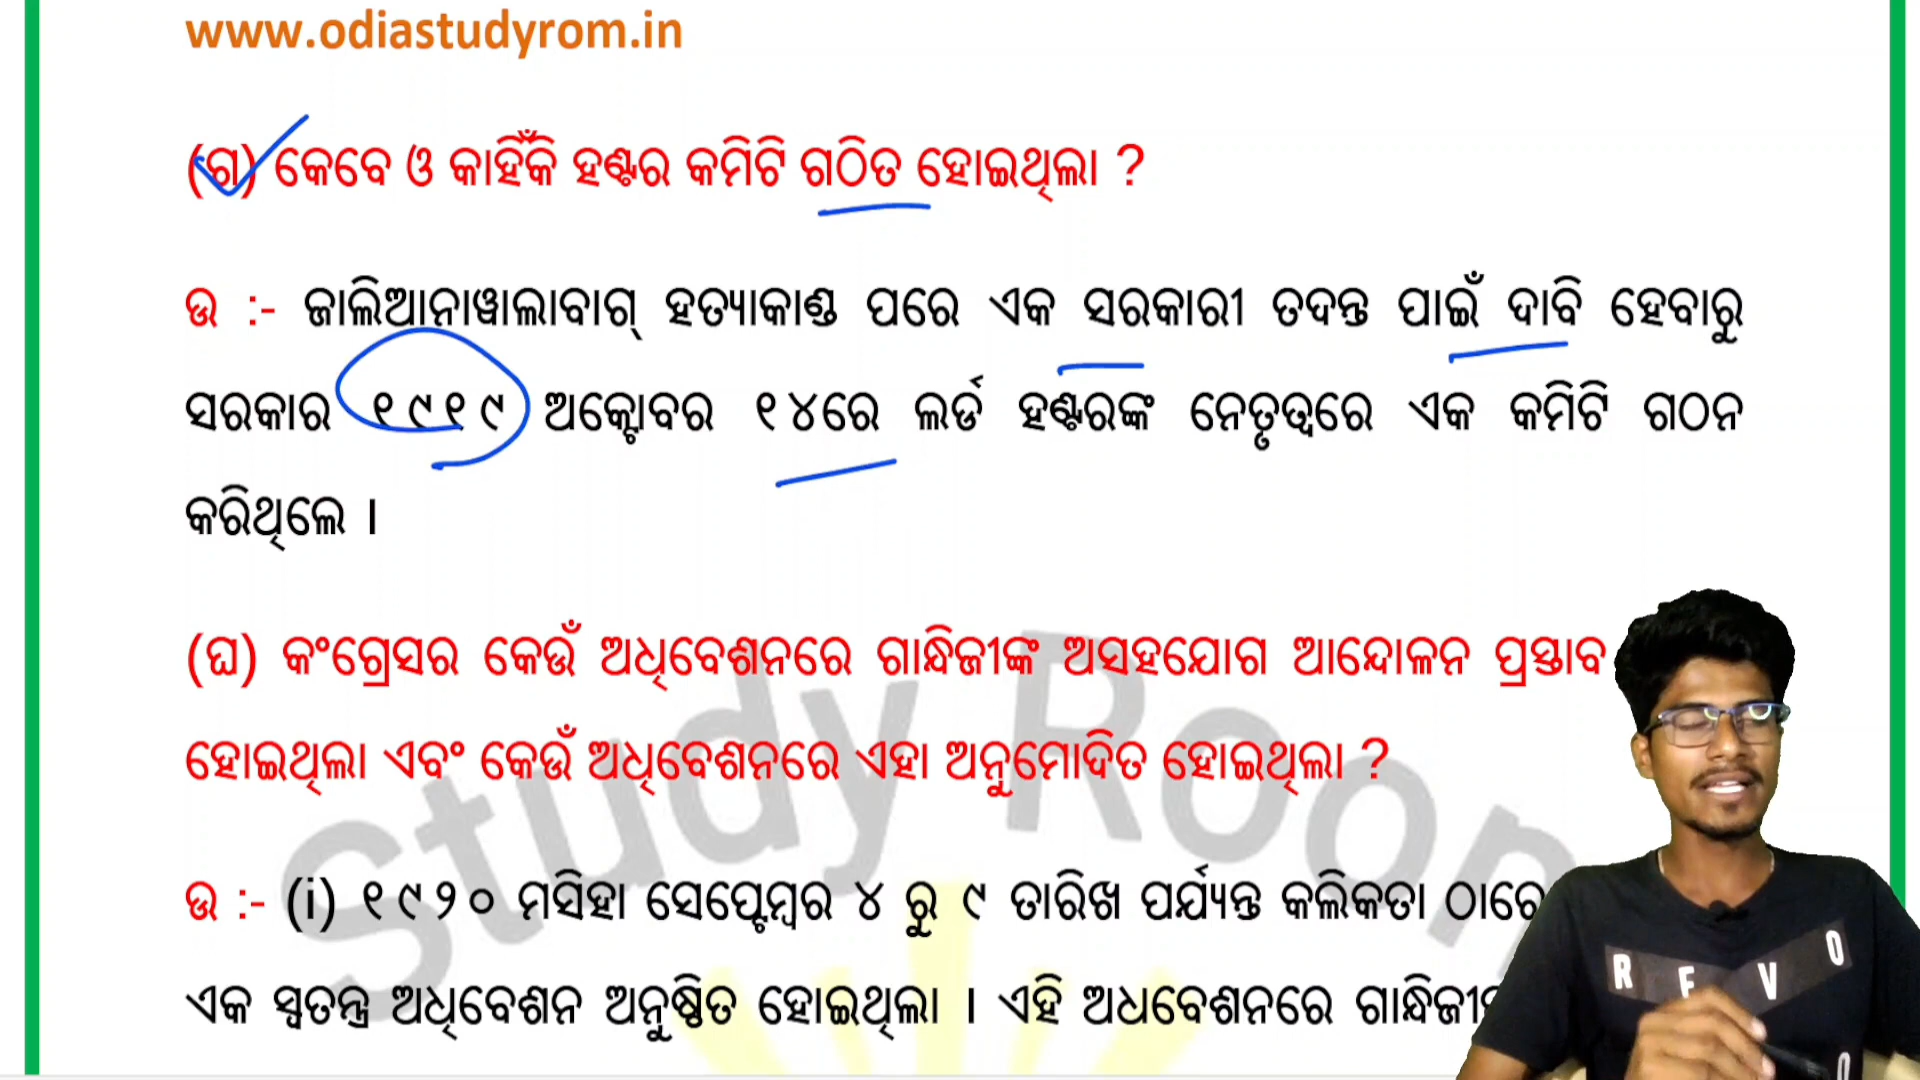 www.odiastudyrom.in
(ଗ) କେବେ ଓ କାହିଁକି ହଣ୍ଟର କମିଟି ଗଠିତ ହୋଇଥିଲା ?
ଉ :- ଜାଲିଆନାୱାଲାବାଗ୍ ହତ୍ୟାକାଣ୍ଡ ପରେ ଏକ ସରକାରୀ ତଦନ୍ତ ପାଇଁ ଦାବି ହେବାରୁ
ସରକାର ୧୯୧୯ ଅକ୍ଟୋବର ୧୪ରେ ଲର୍ଡ ହଣ୍ଟରଙ୍କ ନେତୃତ୍ୱରେ ଏକ କମିଟି ଗଠନ
କରିଥିଲେ ।
(ଘ) କଂଗ୍ରେସର କେଉଁ ଅଧିବେଶନରେ ଗାନ୍ଧିଜୀଙ୍କ ଅସହଯୋଗ ଆନ୍ଦୋଳନ ପ୍ରସ୍ତାବ
ହୋଇଥିଲା ଏବଂ କେଉଁ ଅଧିବେଶନରେ ଏହା ଅନୁମୋଦିତ ହୋଇଥିଲା ?
ଉ :- (i) ୧୯୨୦ ମସିହା ସେପ୍ଟେମ୍ବର ୪ ରୁ ୯ ତାରିଖ ପର୍ଯ୍ୟନ୍ତ କଲିକତା ଠାରେ
ଏକ ସ୍ୱତନ୍ତ୍ର ଅଧିବେଶନ ଅନୁଷ୍ଠିତ ହୋଇଥିଲା । ଏହି ଅଧବେଶନରେ
Study Room
REVO